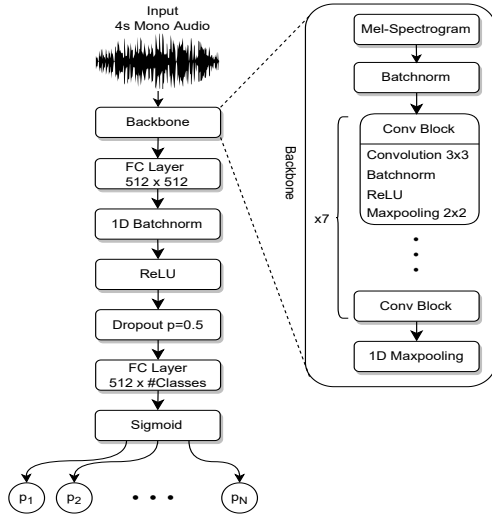 Input
4s Mono Audio
Backbone
FC Layer
512 x 512
1D Batchnorm
ReLU
Dropout p=0.5
FC Layer
512 x #Classes
Sigmoid
p1
p2
• • •
pN
Backbone
Mel-Spectrogram
Batchnorm
x7
Conv Block
Convolution 3x3
Batchnorm
ReLU
Maxpooling 2x2
Conv Block
1D Maxpooling